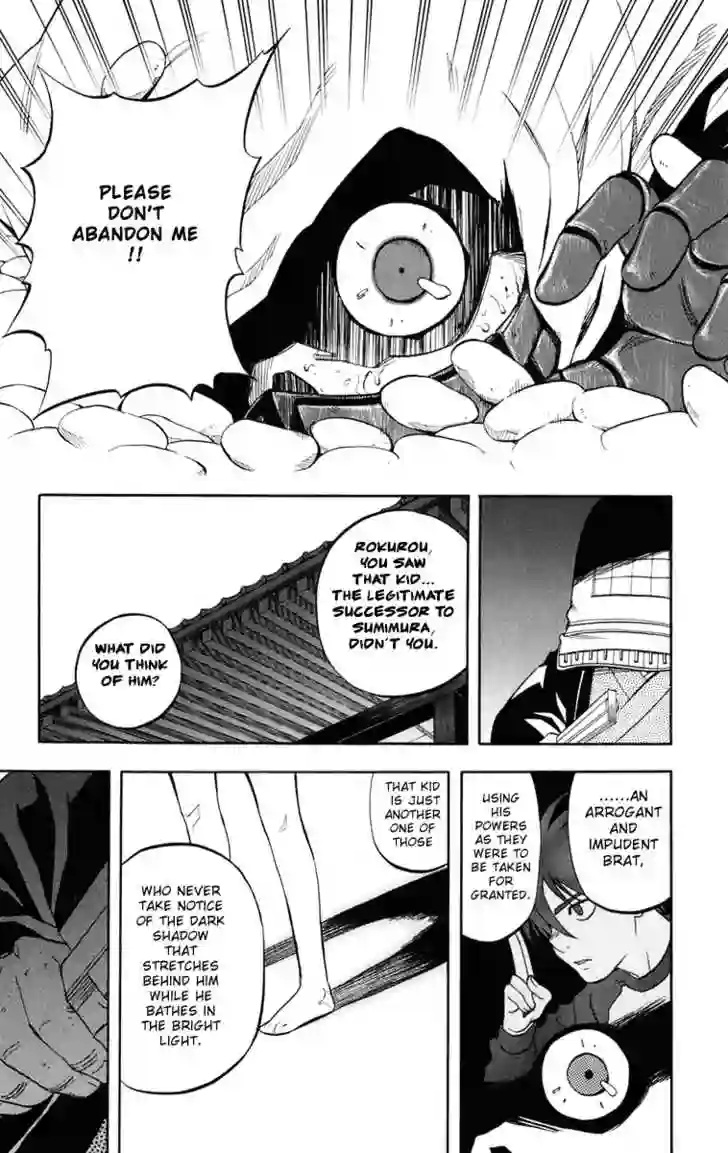 PLEASE
DON'T
ABANDON ME
!!
ROKUROU,
YOU SAW
THAT KID...
THE LEGITIMATE
SUCCESSOR TO
SUMIMURA,
DIDN'T YOU.
WHAT DID
YOU THINK
OF HIM?
......AN
ARROGANT
AND
IMPUDENT
BRAT,
USING
HIS
POWERS
AS THEY
WERE TO
BE TAKEN
FOR
GRANTED.
THAT KID
IS JUST
ANOTHER
ONE OF
THOSE
WHO NEVER
TAKE NOTICE
OF THE DARK
SHADOW
THAT
STRETCHES
BEHIND HIM
WHILE HE
BATHES IN
THE BRIGHT
LIGHT.